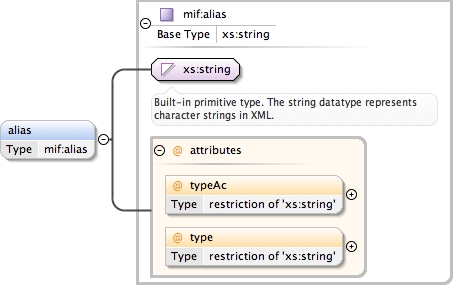 mif:alias
Base Type xs:string
xs:string
Built-in primitive type. The string datatype represents
character strings in XML.
alias
Type mif:alias
@ attributes
@ typeAc
Type restriction of 'xs:string'
@ type
Type restriction of 'xs:string'